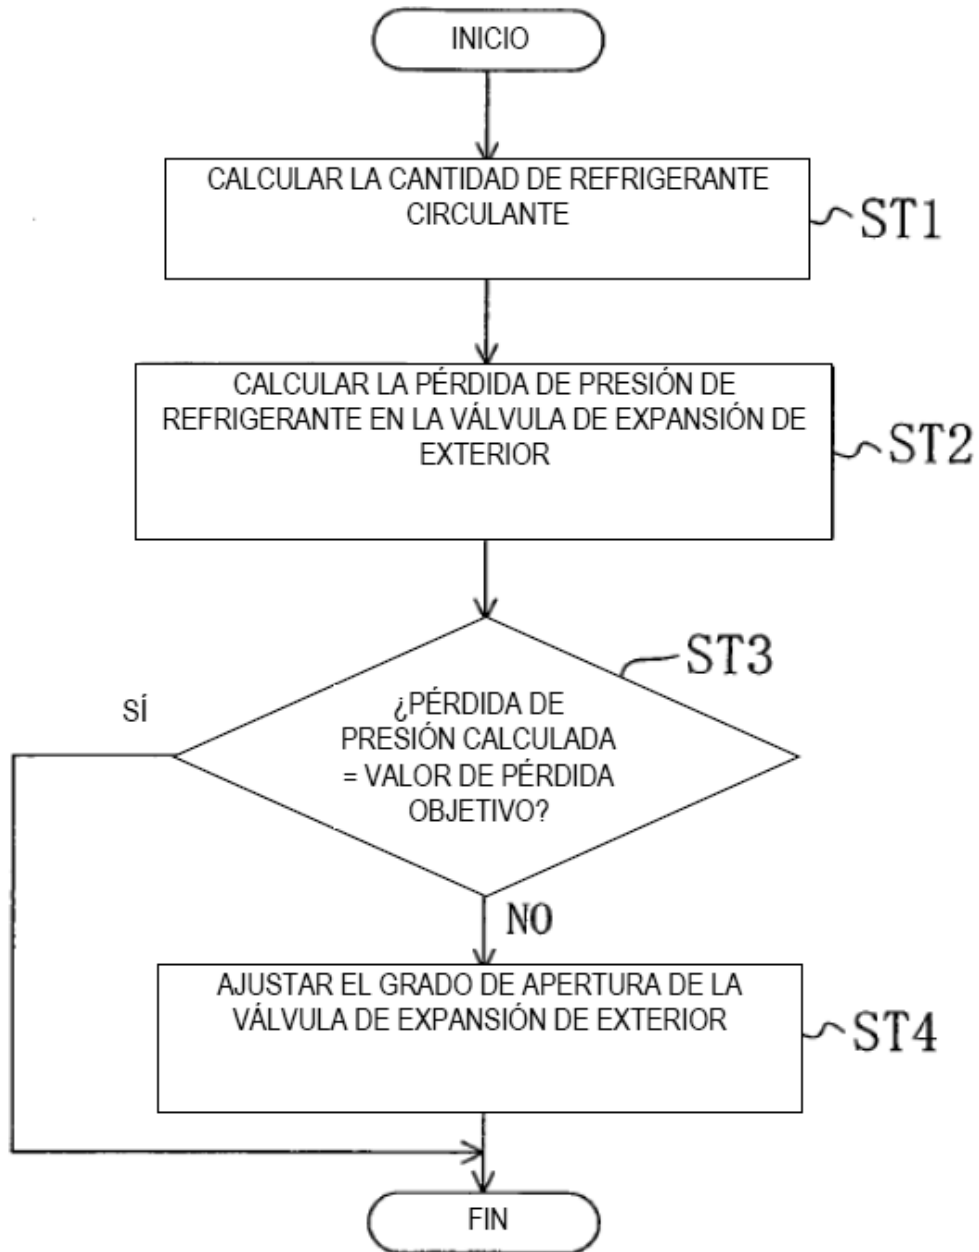 INICIO
CALCULAR LA CANTIDAD DE REFRIGERANTE
CIRCULANTE
ST1
CALCULAR LA PÉRDIDA DE PRESIÓN DE
REFRIGERANTE EN LA VÁLVULA DE EXPANSIÓN DE
EXTERIOR
ST2
ST3
SÍ
¿PÉRDIDA DE
PRESIÓN CALCULADA
= VALOR DE PÉRDIDA
OBJETIVO?
NO
AJUSTAR EL GRADO DE APERTURA DE LA
VÁLVULA DE EXPANSIÓN DE EXTERIOR
ST4
FIN